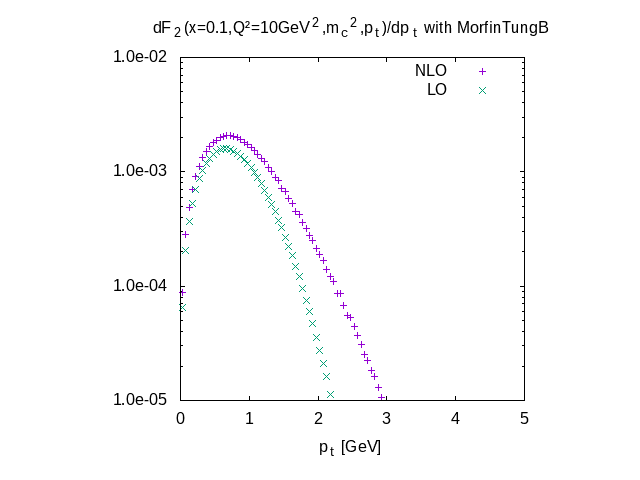 dF2(x=0.1,Q²=10GeV2,mc2,pt)/dpt with MorfinTungB
NLO
LO
1.0e-02
1.0e-03
1.0e-04
1.0e-05
0 1 2 3 4 5
pt [GeV]